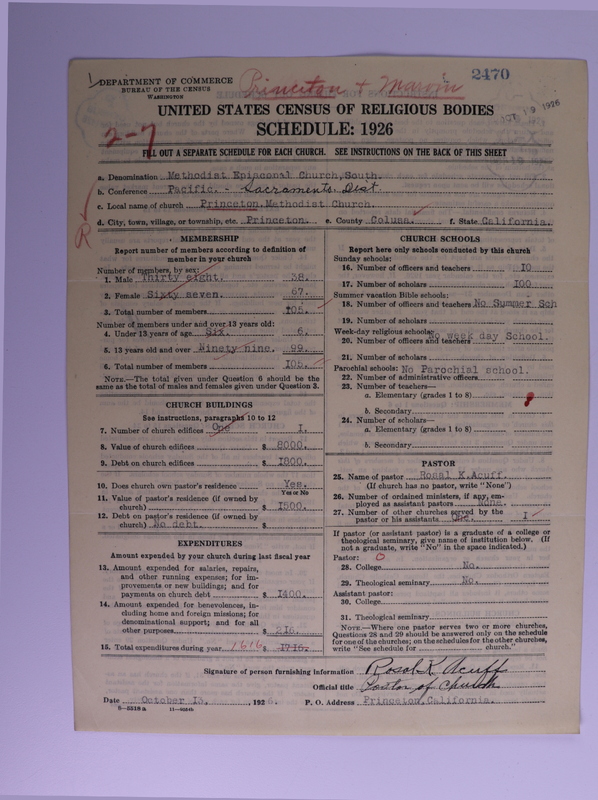 DEPARTMENT OF COMMERCE
BUREAU OF THE CENSUS
WASHINGTON
Princeton + Marvin
2470
UNITED STATES CENSUS OF RELIGIOUS BODIES
SCHEDULE: 1926
2-7
FILL OUT A SEPARATE SCHEDULE FOR EACH CHURCH. SEE INSTRUCTIONS ON THE BACK OF THIS SHEET
a. Denomination Methodist Episcopal Church, South.
b. Conference Pacific. - Sacramento Dist
c. Local name of church Princeton, Methodist Church.
d. City, town, village, or township, etc. Princeton. e. County Colusa. f. State California.
R
MEMBERSHIP
Report number of members according to definition of member in your church
Number of members, by sex:
1. Male Thirty eight. 38.
2. Female Sixty seven. 67.
3. Total number of members 105.
Number of members under and over 13 years old:
4. Under 13 years of age Six. 6.
5. 13 years old and over Ninety nine. 99.
6. Total number of members 105.
NOTE.—The total given under Question 6 should be the same as the total of males and females given under Question 3.
CHURCH BUILDINGS
See instructions, paragraphs 10 to 12
7. Number of church edifices One 1.
8. Value of church edifices $ 8000.
9. Debt on church edifices $ 1800.
10. Does church own pastor's residence Yes.
Yes or No
11. Value of pastor's residence (if owned by church) $ 1500.
12. Debt on pastor's residence (if owned by church) No debt. $
EXPENDITURES
Amount expended by your church during last fiscal year
13. Amount expended for salaries, repairs, and other running expense; for improvements or new buildings; and for payments on church debt $ 1400.
14. Amount expended for benevolences, including home and foreign missions; for denominational support; and for all other purposes $ 216.
15. Total expenditures during year 1616 $ 1716.
CHURCH SCHOOLS
Report here only schools conducted by this church
Sunday schools:
16. Number of officers and teachers 10
17. Number of scholars 100
Summer vacation Bible schools:
18. Number of officers and teachers No Summer Sch
19. Number of scholars
Week-day religious schools:
20. Number of officers and teachers No week day School.
21. Number of scholars
Parochial schools: No Parochial school.
22. Number of administrative officers
23. Number of teachers—
a. Elementary (grades 1 to 8)
b. Secondary
24. Number of scholars—
a. Elementary (grades 1 to 8)
b. Secondary
PASTOR
25. Name of pastor Rosal K.Acuff.
(If church has no pastor, write "None")
26. Number of ordained ministers, if any, employed as assistant pastors None.
27. Number of other churches served by the pastor or his assistants One. 1
If pastor (or assistant pastor) is a graduate of a college or theological seminary, give name of institution below. (If not a graduate, write "No" in the space indicated.)
Pastor: 0
28. College No.
29. Theological seminary No.
Assistant pastor:
30. College
31. Theological seminary
NOTE.—Where one pastor serves two or more churches, Questions 28 and 29 should be answered only on the schedule for one of the churches; on the schedules for the other churches, write "See schedule for church."
Signature of person furnishing information Rosal K Acuff
Official title Pastor of Church
Date October 13, 1926. P. O. Address Princeton, California.
8-5518a